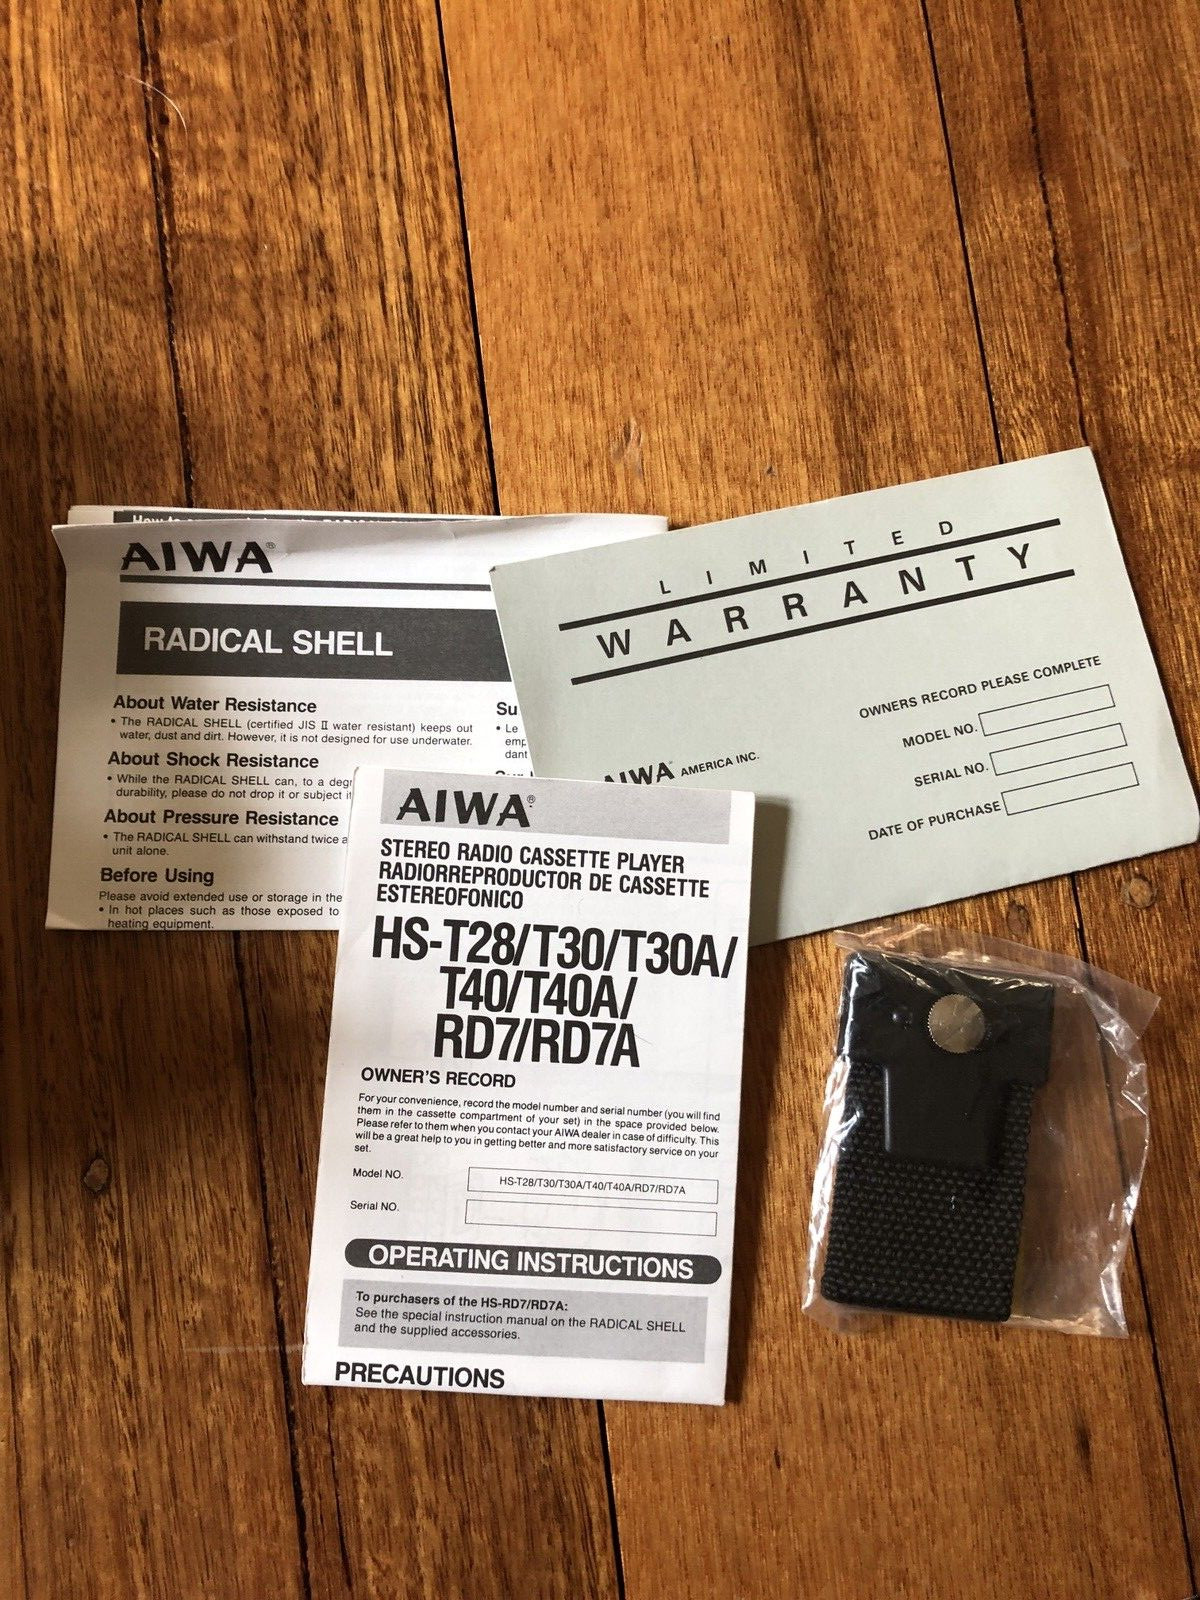 AIWA®
RADICAL SHELL
About Water Resistance
• The RADICAL SHELL (certified JIS II water resistant) keeps out
water, dust and dirt. However, it is not designed for use underwater.
About Shock Resistance
• While the RADICAL SHELL can, to a
durability, please do not drop it or subject
About Pressure Resistance
• The RADICAL SHELL can withstand twice
unit alone.
Before Using
Please avoid extended use or storage in the
• In hot places such as those exposed to
heating equipment.
Su
• Le
emp
dant
LIMITED
WARRANTY
OWNERS RECORD PLEASE COMPLETE
MODEL NO.
SERIAL NO.
DATE OF PURCHASE
AIWA® AMERICA INC.
AIWA®
STEREO RADIO CASSETTE PLAYER
RADIORREPRODUCTOR DE CASSETTE
ESTEREOFONICO
HS-T28/T30/T30A/
T40/T40A/
RD7/RD7A
OWNER'S RECORD
For your convenience, record the model number and serial number (you will find
them in the cassette compartment of your set) in the space provided below.
Please refer to them when you contact your AIWA dealer in case of difficulty. This
will be a great help to you in getting better and more satisfactory service on your
set.
Model NO. HS-T28/T30/T30A/T40/T40A/RD7/RD7A
Serial NO.
OPERATING INSTRUCTIONS
To purchasers of the HS-RD7/RD7A:
See the special instruction manual on the RADICAL SHELL
and the supplied accessories.
PRECAUTIONS